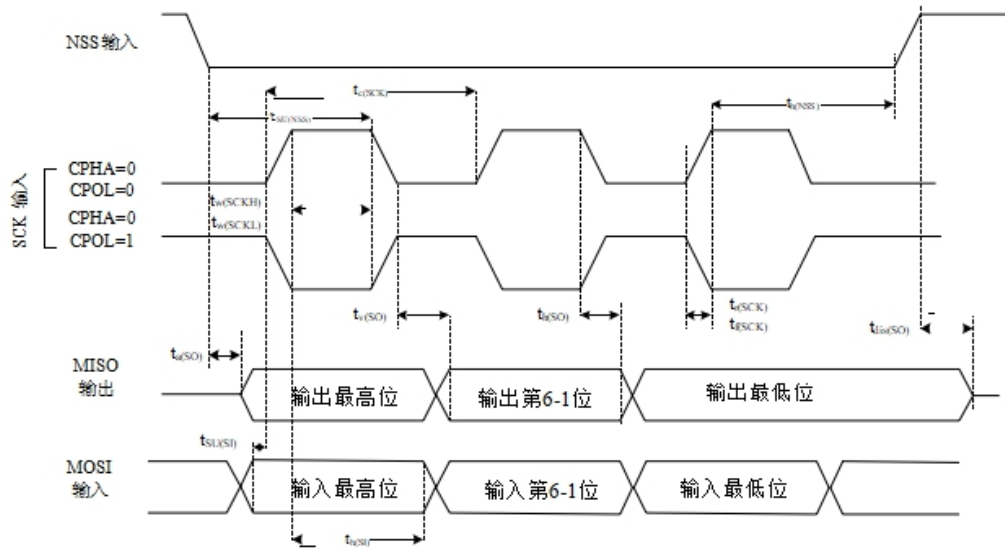 NSS 输入
tc(SCK)
tSU(NSS)
th(NSS)
SCK 输入
CPHA=0
CPOL=0
CPHA=0
CPOL=1
tw(SCKH)
tw(SCKL)
tv(SO)
th(SO)
tr(SCK)
tf(SCK)
tdis(SO)
ta(SO)
MISO
输出
输出最高位
输出第6-1位
输出最低位
tSU(SI)
MOSI
输入
输入最高位
输入第6-1位
输入最低位
th(SI)